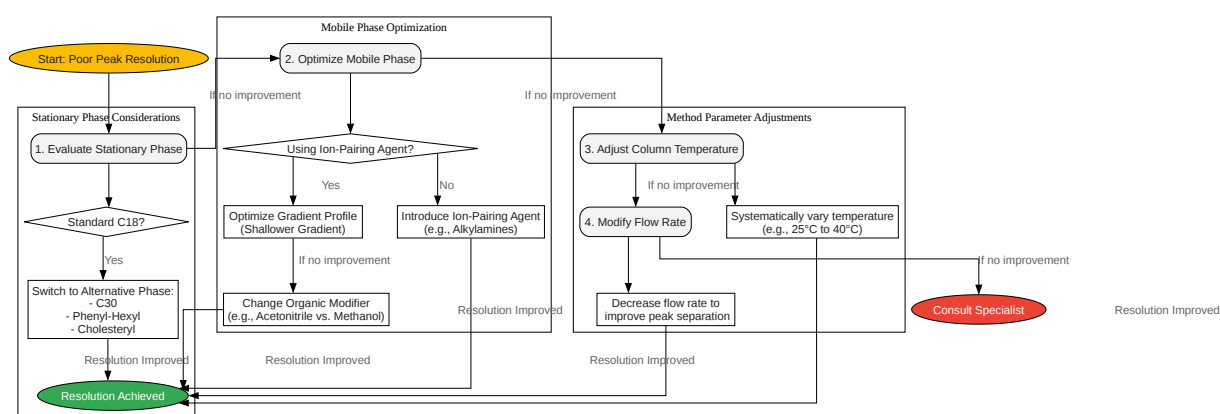 Mobile Phase Optimization
Start: Poor Peak Resolution
2. Optimize Mobile Phase
If no improvement
If no improvement
Stationary Phase Considerations
Method Parameter Adjustments
1. Evaluate Stationary Phase
Using Ion-Pairing Agent?
3. Adjust Column Temperature
Yes
No
If no improvement
Standard C18?
Optimize Gradient Profile
(Shallower Gradient)
Introduce Ion-Pairing Agent
(e.g., Alkylamines)
4. Modify Flow Rate
Systematically vary temperature
(e.g., 25°C to 40°C)
Yes
If no improvement
If no improvement
Switch to Alternative Phase:
- C30
- Phenyl-Hexyl
- Cholesteryl
Change Organic Modifier
(e.g., Acetonitrile vs. Methanol)
Resolution Improved
Decrease flow rate to
improve peak separation
Consult Specialist
Resolution Improved
Resolution Improved
Resolution Improved
Resolution Improved
Resolution Achieved